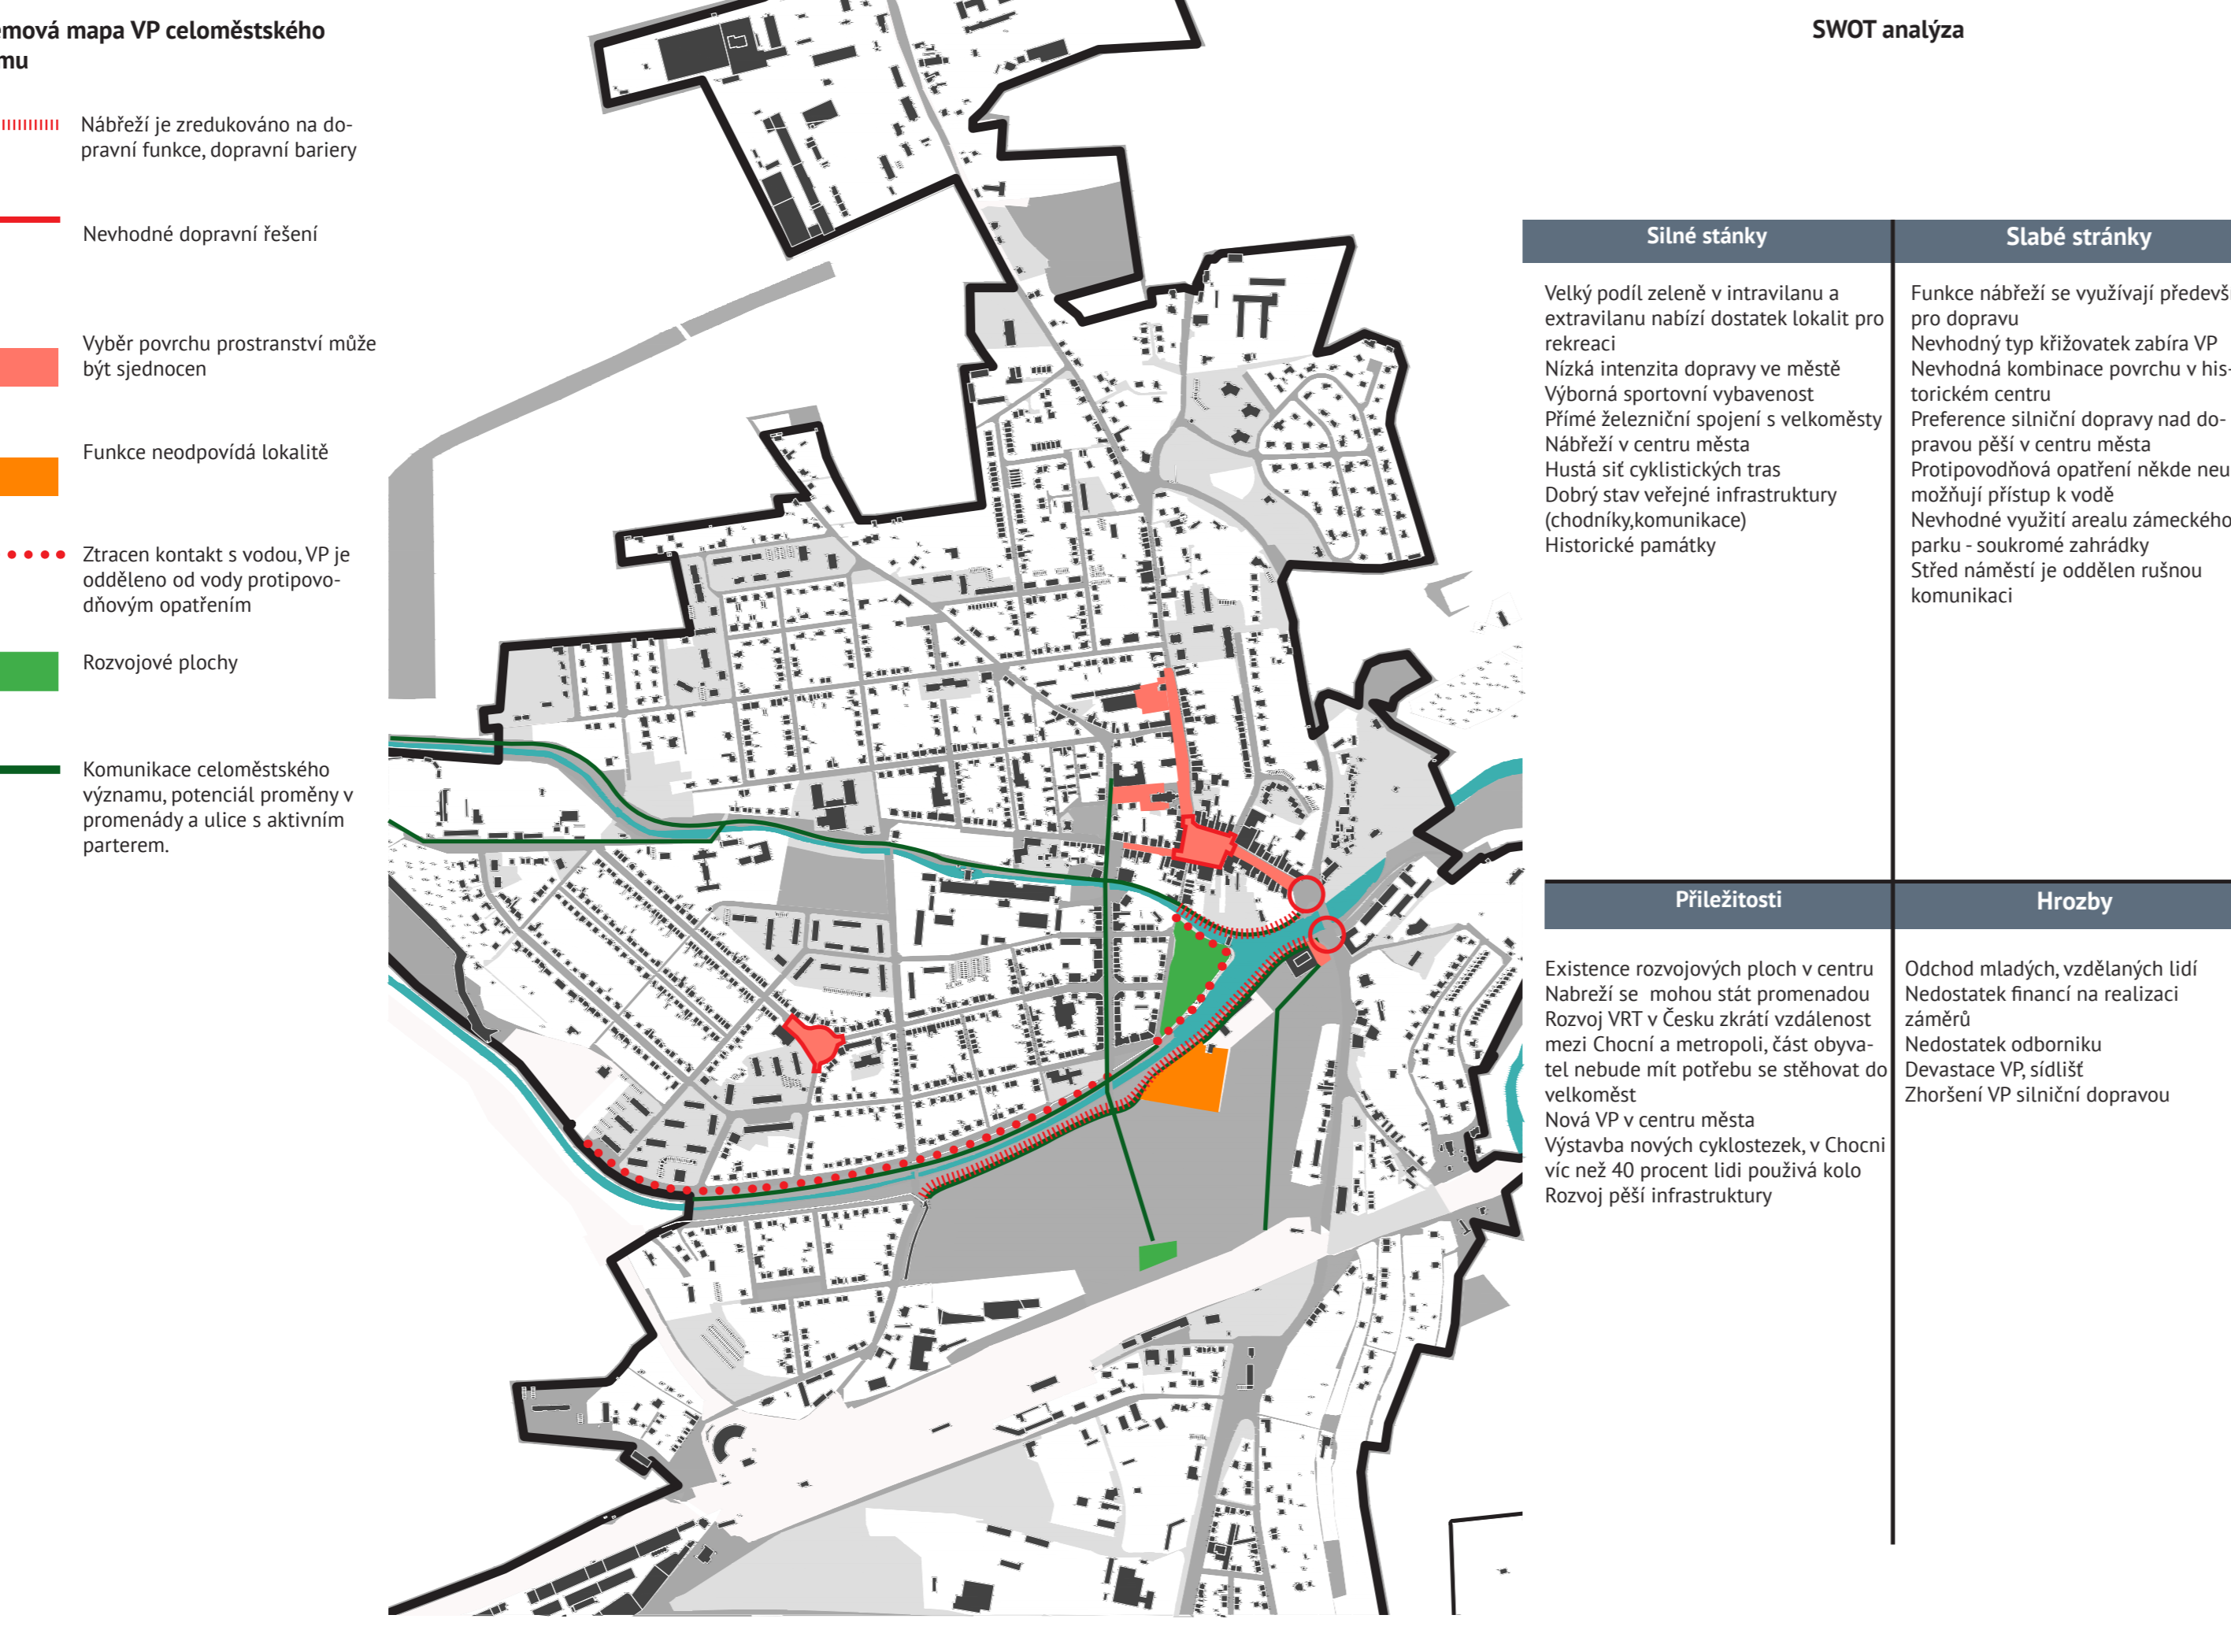 émová mapa VP celoměstského
mu
Nábřeží je zredukováno na do-
pravní funkce, dopravní bariery
Nevhodné dopravní řešení
Vyběr povrchu prostranství může
být sjednocen
Funkce neodpovídá lokalitě
Ztracen kontakt s vodou, VP je
odděleno od vody protipovo-
dňovým opatřením
Rozvojové plochy
Komunikace celoměstského
významu, potenciál proměny v
promenády a ulice s aktivním
parterem.
SWOT analýza
Silné stánky
Velký podíl zeleně v intravilanu a
extravilanu nabízí dostatek lokalit pro
rekreaci
Nízká intenzita dopravy ve městě
Výborná sportovní vybavenost
Přímé železniční spojení s velkoměsty
Nábřeží v centru města
Hustá siť cyklistických tras
Dobrý stav veřejné infrastruktury
(chodníky,komunikace)
Historické památky
Slabé stránky
Funkce nábřeží se využívají předevší
pro dopravu
Nevhodný typ křižovatek zabíra VP
Nevhodná kombinace povrchu v his-
torickém centru
Preference silniční dopravy nad do-
pravou pěší v centru města
Protipovodňová opatření někde neu
možňují přístup k vodě
Nevhodné využití arealu zámeckého
parku - soukromé zahrádky
Střed náměstí je oddělen rušnou
komunikaci
Přiležitosti
Existence rozvojových ploch v centru
Nabreží se mohou stát promenadou
Rozvoj VRT v Česku zkrátí vzdálenost
mezi Chocní a metropoli, část obyva-
tel nebude mít potřebu se stěhovat do
velkoměst
Nová VP v centru města
Výstavba nových cyklostezek, v Chocni
víc než 40 procent lidi použivá kolo
Rozvoj pěší infrastruktury
Hrozby
Odchod mladých, vzdělaných lidí
Nedostatek financí na realizaci
záměrů
Nedostatek odborniku
Devastace VP, sídlišť
Zhoršení VP silniční dopravou